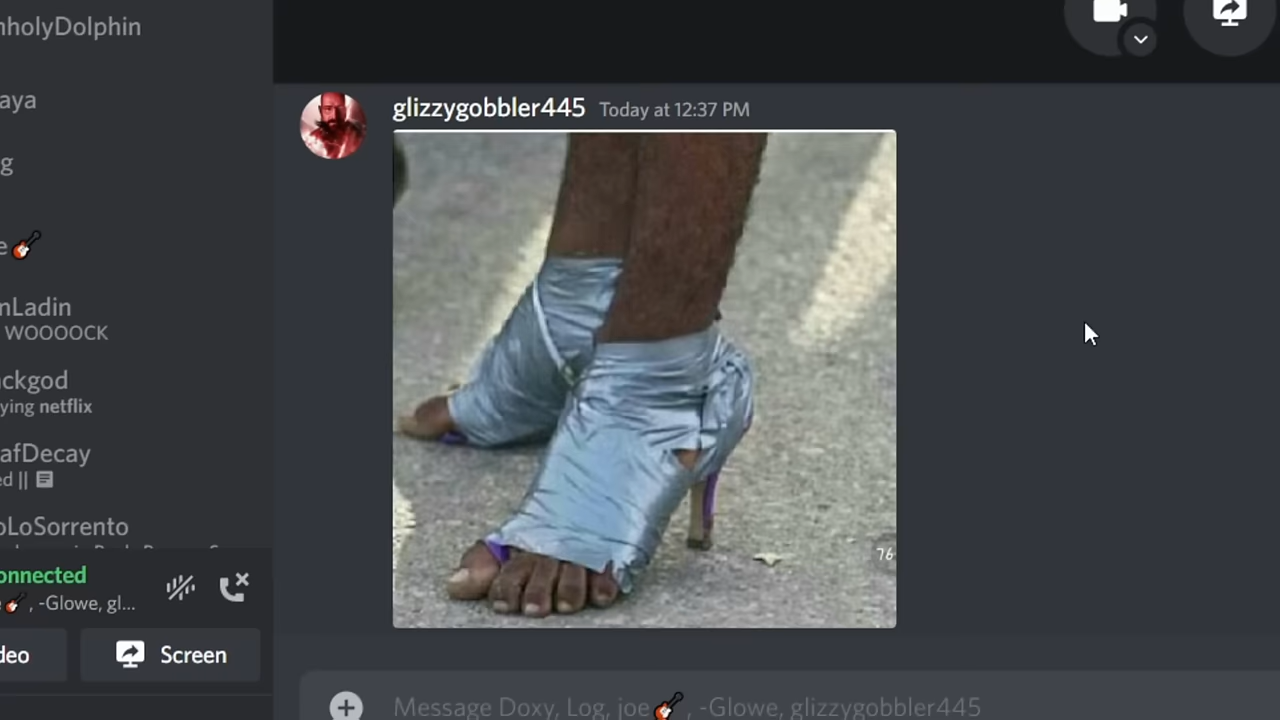 nholyDolphin
aya
g
e🎸
nLadin
WOOOOCK
ackgod
ying netflix
afDecay
ed ||
oLoSorrento
onnected
🎸, -Glowe, gl...
deo
Screen
glizzygobbler445 Today at 12:37 PM
76
Message Doxy, Log, joe🎸, -Glowe, glizzygobbler445